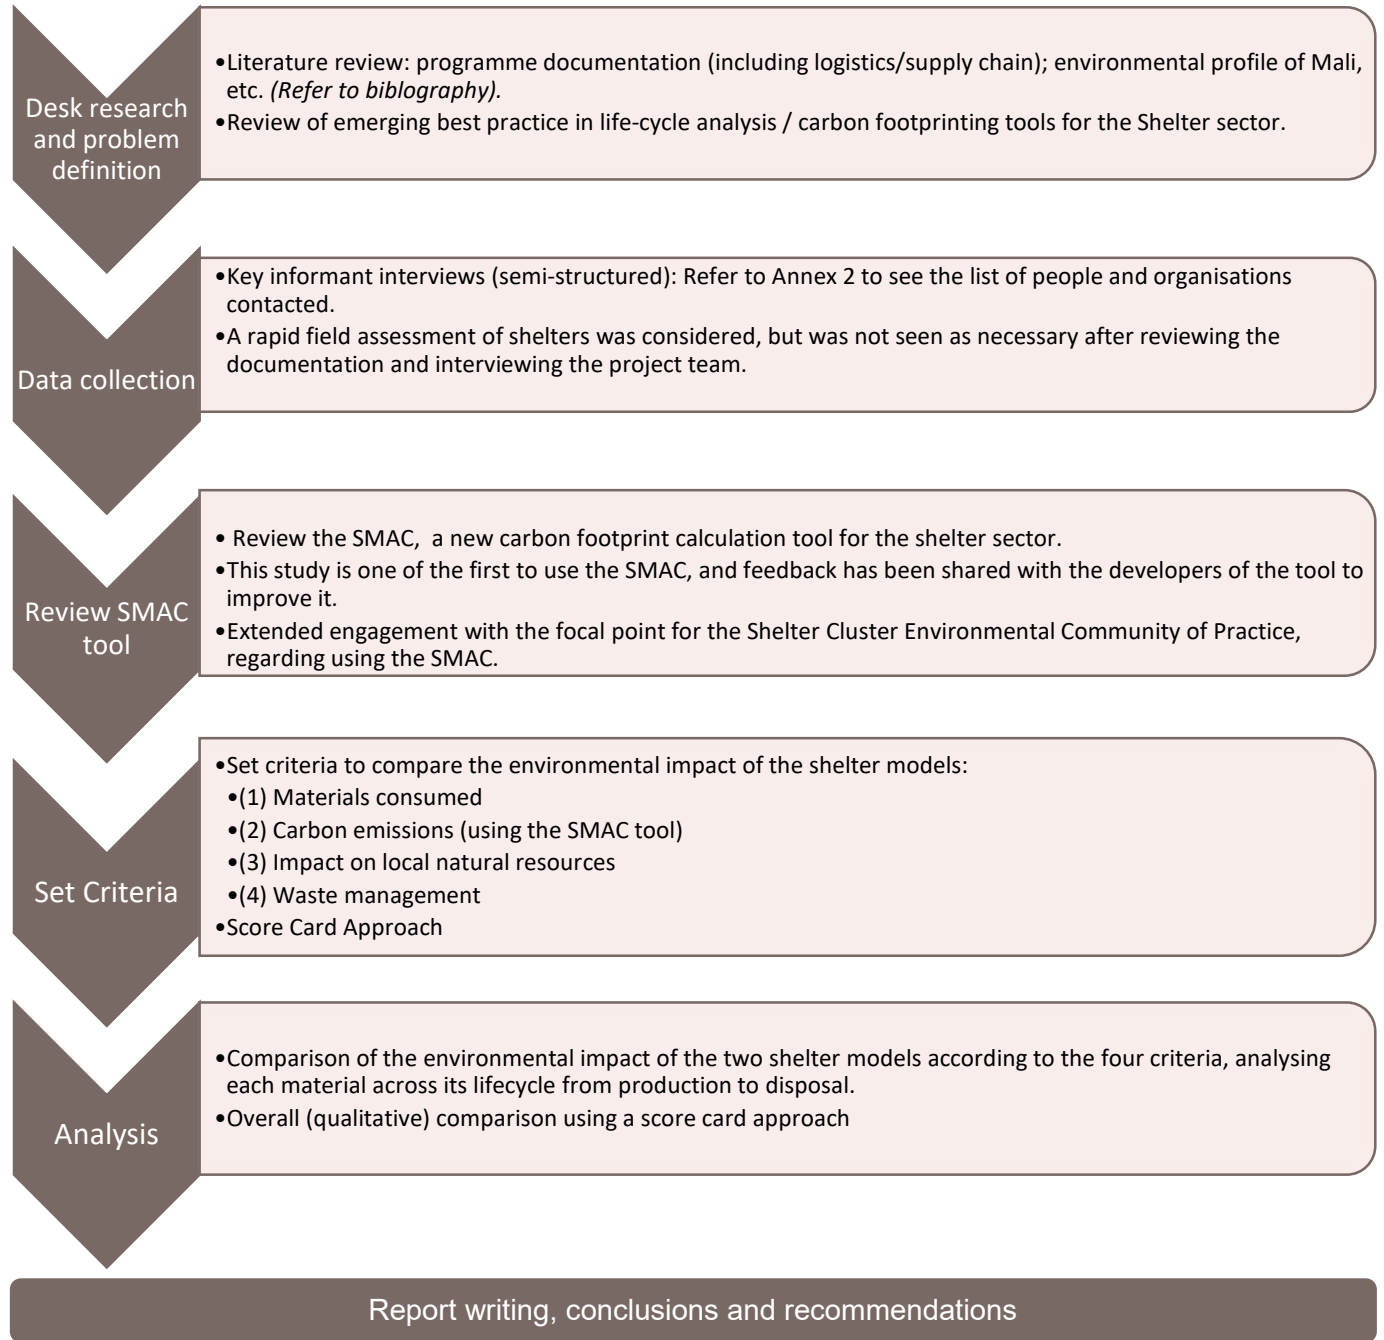 Desk research
and problem
definition
•Literature review: programme documentation (including logistics/supply chain); environmental profile of Mali,
etc. (Refer to biblography).
•Review of emerging best practice in life-cycle analysis / carbon footprinting tools for the Shelter sector.
Data collection
•Key informant interviews (semi-structured): Refer to Annex 2 to see the list of people and organisations
contacted.
•A rapid field assessment of shelters was considered, but was not seen as necessary after reviewing the
documentation and interviewing the project team.
Review SMAC
tool
• Review the SMAC, a new carbon footprint calculation tool for the shelter sector.
•This study is one of the first to use the SMAC, and feedback has been shared with the developers of the tool to
improve it.
•Extended engagement with the focal point for the Shelter Cluster Environmental Community of Practice,
regarding using the SMAC.
Set Criteria
•Set criteria to compare the environmental impact of the shelter models:
•(1) Materials consumed
•(2) Carbon emissions (using the SMAC tool)
•(3) Impact on local natural resources
•(4) Waste management
•Score Card Approach
Analysis
•Comparison of the environmental impact of the two shelter models according to the four criteria, analysing
each material across its lifecycle from production to disposal.
•Overall (qualitative) comparison using a score card approach
Report writing, conclusions and recommendations